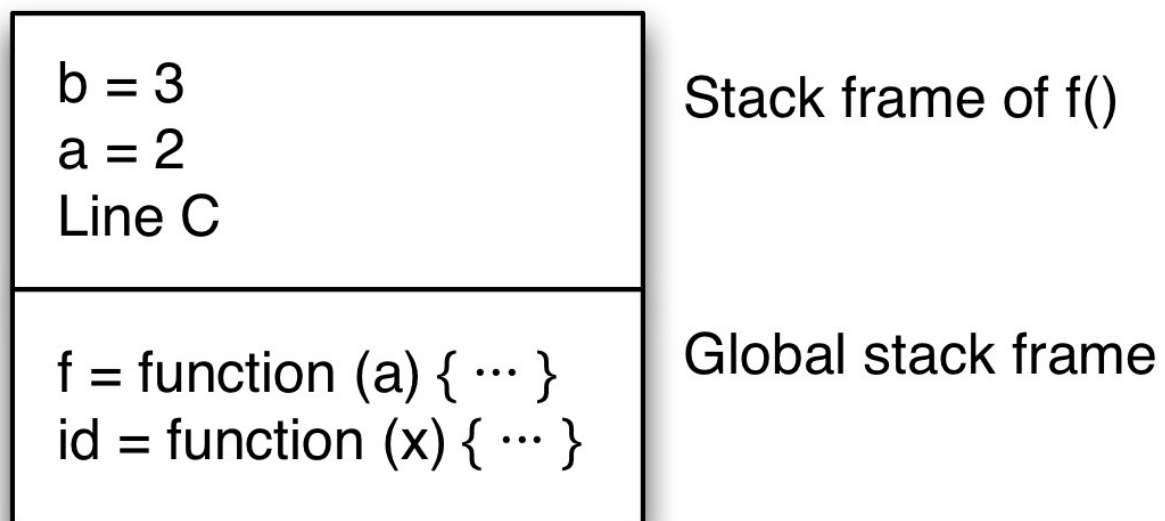 b = 3
a = 2
Line C
Stack frame of f()
f = function (a) { ··· }
id = function (x) { ··· }
Global stack frame